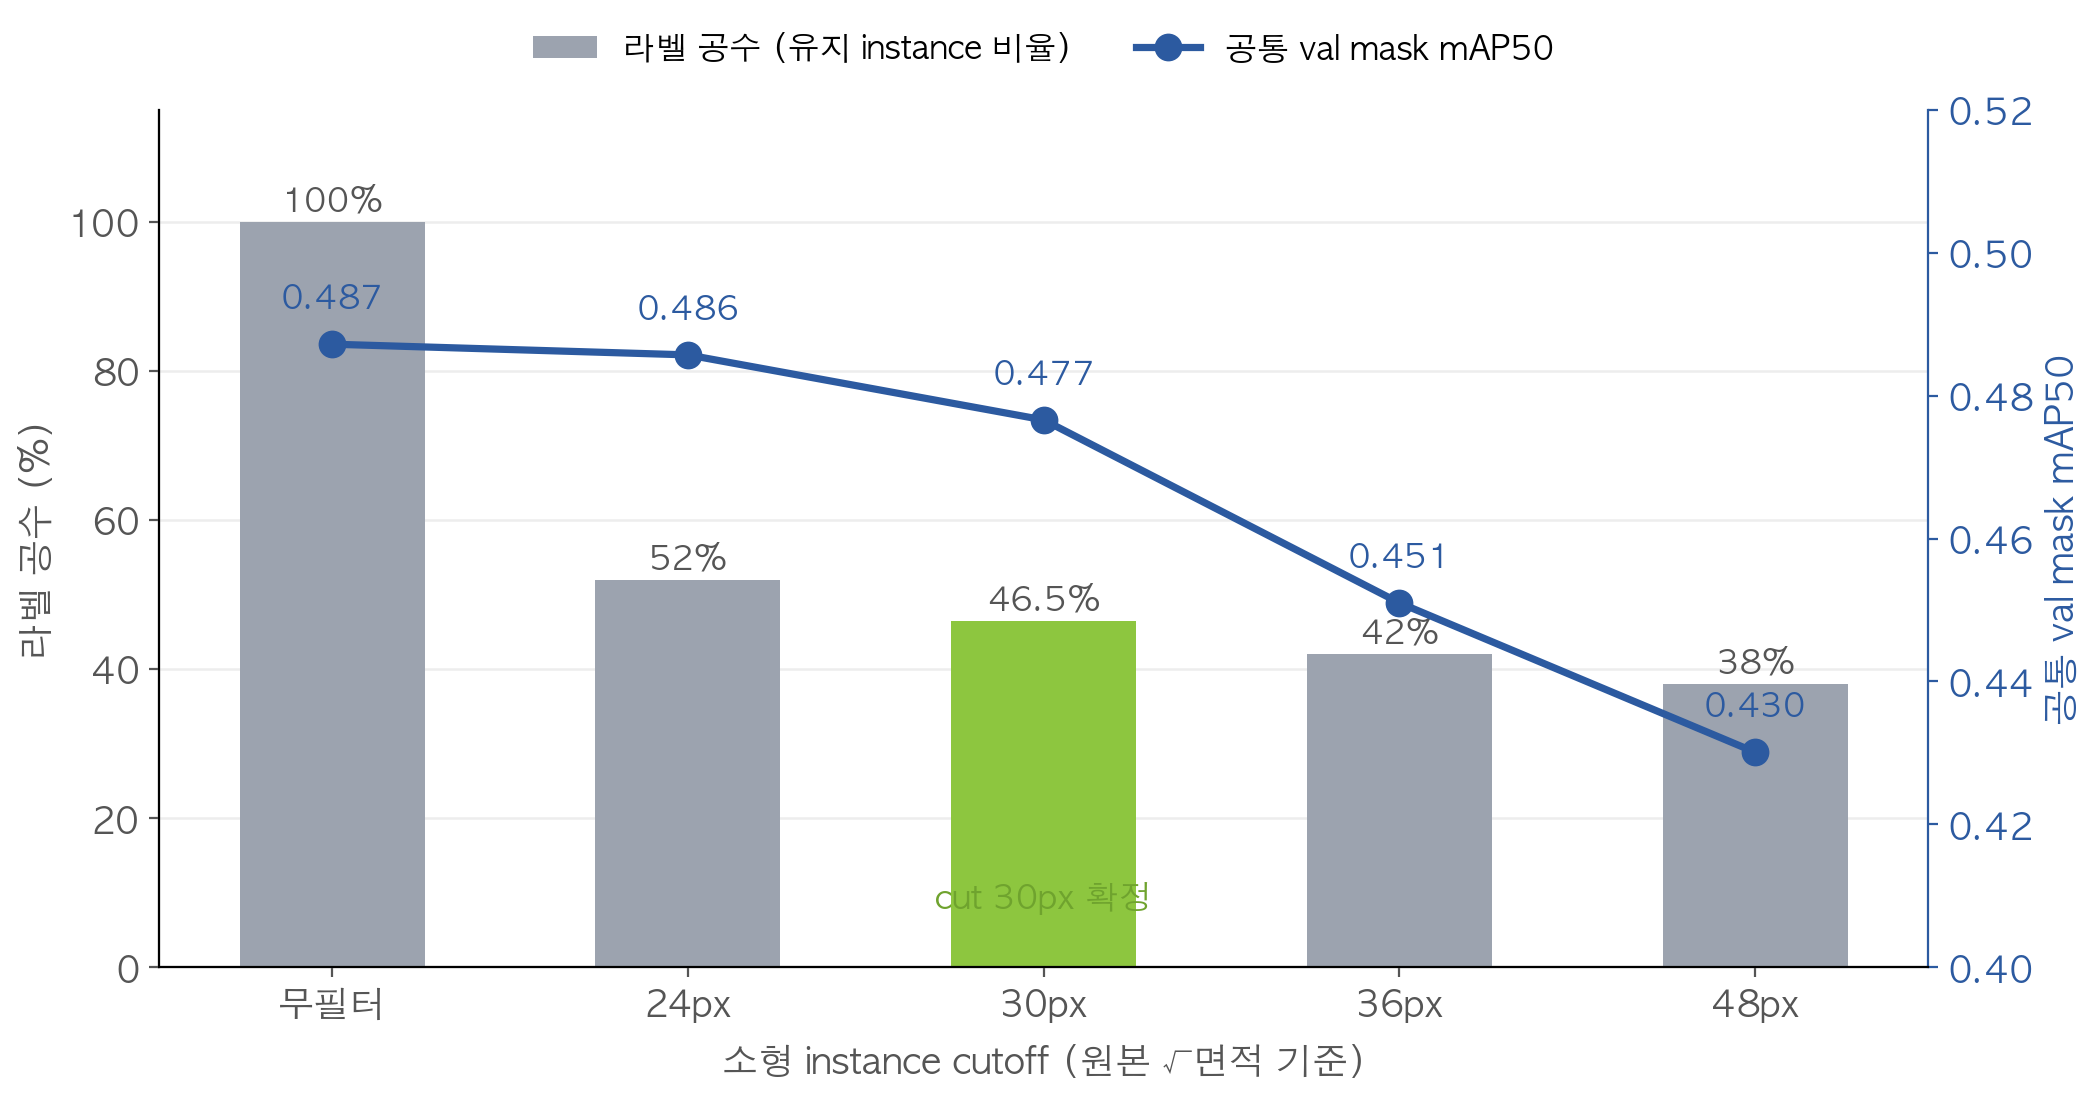 라벨 공수 (유지 instance 비율)
공통 val mask mAP50
라벨 공수 (%)
100
80
60
40
20
0
100%
52%
46.5%
42%
38%
0.487
0.486
0.477
0.451
0.430
cut 30px 확정
0.52
0.50
0.48
0.46
0.44
0.42
0.40
공통 val mask mAP50
무필터
24px
30px
36px
48px
소형 instance cutoff (원본 √면적 기준)